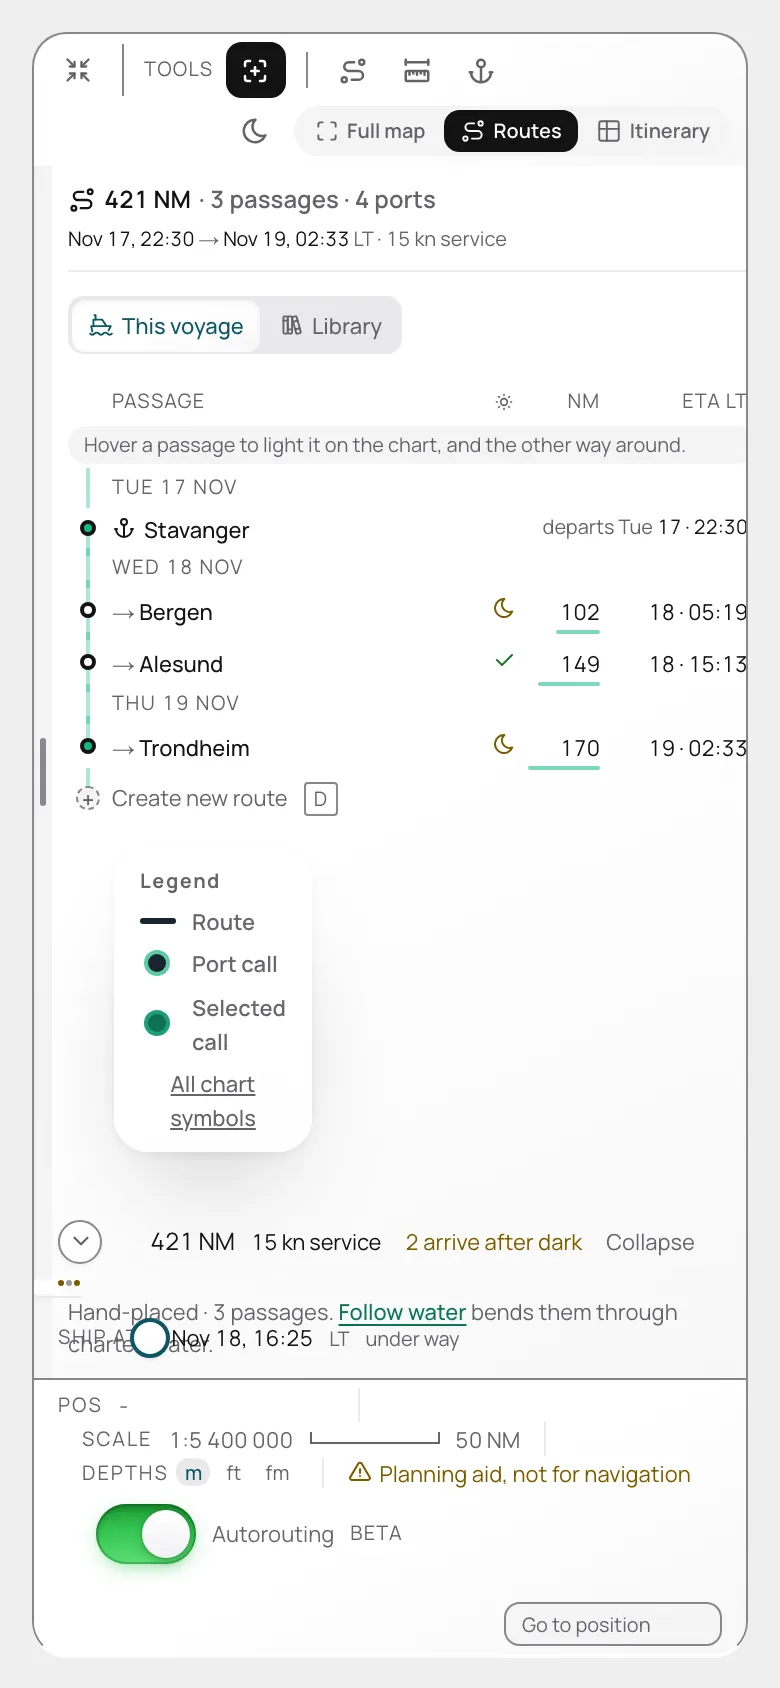 TOOLS
Full map
Routes
Itinerary
421 NM · 3 passages · 4 ports
Nov 17, 22:30 → Nov 19, 02:33 LT · 15 kn service
This voyage
Library
PASSAGE NM ETA LT
Hover a passage to light it on the chart, and the other way around.
TUE 17 NOV
Stavanger departs Tue 17 · 22:30
WED 18 NOV
→ Bergen 102 18 · 05:19
→ Alesund 149 18 · 15:13
THU 19 NOV
→ Trondheim 170 19 · 02:33
Create new route D
Legend
Route
Port call
Selected
call
All chart
symbols
421 NM 15 kn service 2 arrive after dark Collapse
Hand-placed · 3 passages. Follow water bends them through
SHIP Nov 18, 16:25 LT under way
POS -
SCALE 1:5 400 000 50 NM
DEPTHS m ft fm Planning aid, not for navigation
Autorouting BETA
Go to position